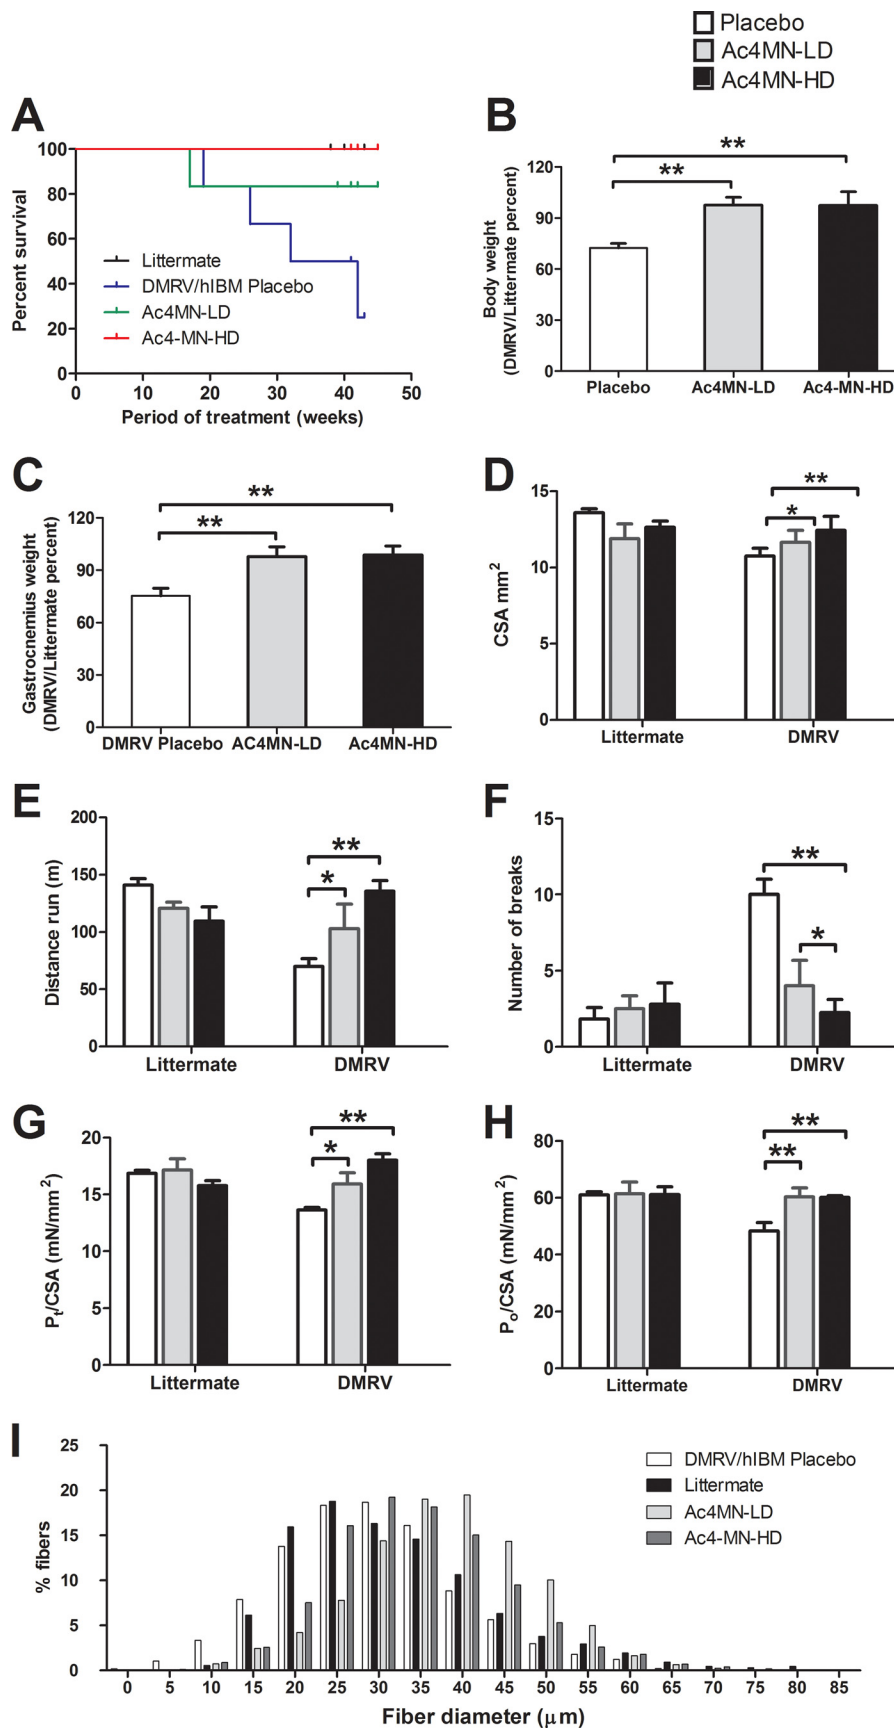 Placebo
Ac4MN-LD
Ac4MN-HD
A
100
80
60
40
20
0
Percent survival
Littermate
DMRV/hIBM Placebo
Ac4MN-LD
Ac4-MN-HD
0 10 20 30 40 50
Period of treatment (weeks)
B
**
**
120
90
60
30
0
Body weight
(DMRV/Littermate percent)
Placebo Ac4MN-LD Ac4-MN-HD
C
**
**
120
90
60
30
0
Gastrocnemius weight
(DMRV/Littermate percent)
DMRV Placebo AC4MN-LD Ac4MN-HD
D
**
*
15
10
5
0
CSA mm²
Littermate DMRV
E
200
150
100
50
0
Distance run (m)
**
*
Littermate DMRV
F
15
10
5
0
Number of breaks
**
*
Littermate DMRV
G
20
15
10
5
0
Pt/CSA (mN/mm²)
**
*
Littermate DMRV
H
80
60
40
20
0
Po/CSA (mN/mm²)
**
**
Littermate DMRV
I
25
20
15
10
5
0
% fibers
DMRV/hIBM Placebo
Littermate
Ac4MN-LD
Ac4-MN-HD
0 5 10 15 20 25 30 35 40 45 50 55 60 65 70 75 80 85
Fiber diameter (μm)